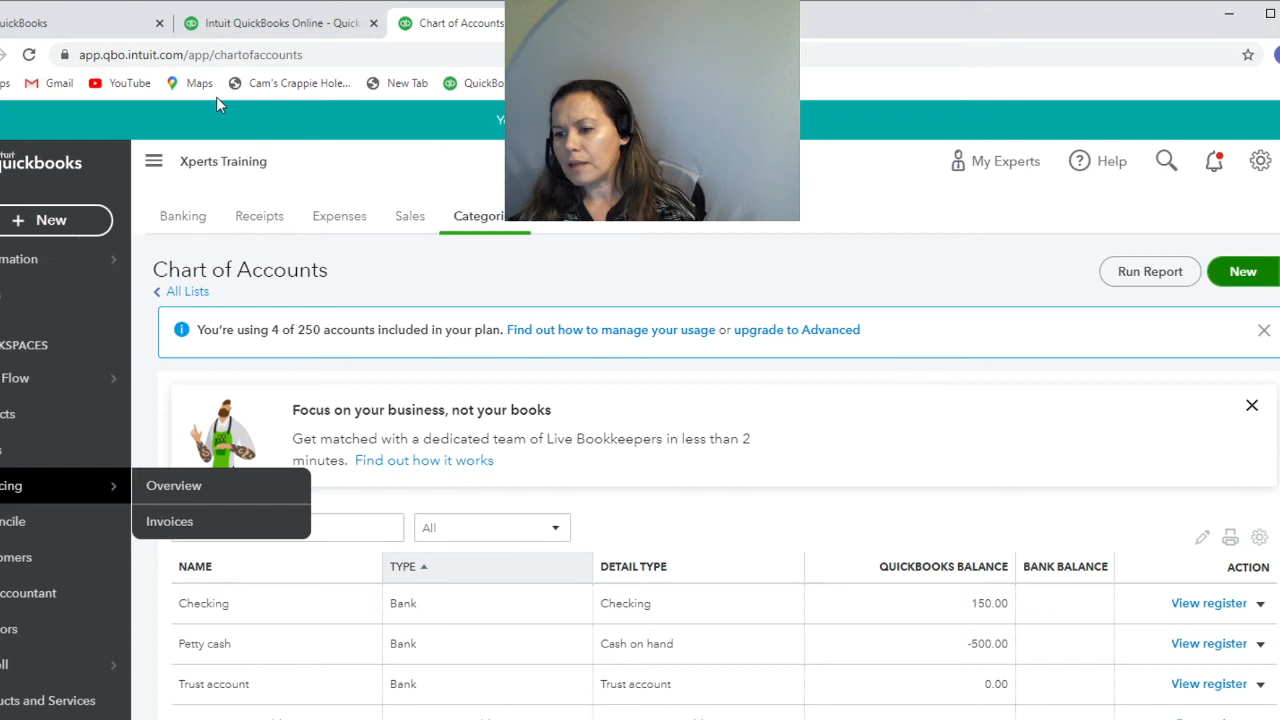 uickBooks
Intuit QuickBooks Online - Quick
Chart of Accounts
app.qbo.intuit.com/app/chartofaccounts
ps Gmail YouTube Maps Cam's Crappie Hole... New Tab QuickBo
Yo
quickbooks
Xperts Training
My Experts Help
+ New
Banking Receipts Expenses Sales Categori
mation
Chart of Accounts
Run Report New
All Lists
You're using 4 of 250 accounts included in your plan. Find out how to manage your usage or upgrade to Advanced
KSPACES
Flow
cts
Focus on your business, not your books
Get matched with a dedicated team of Live Bookkeepers in less than 2
minutes. Find out how it works
cing
Overview
ncile
Invoices
All
omers
NAME TYPE DETAIL TYPE QUICKBOOKS BALANCE BANK BALANCE ACTION
ccountant
Checking Bank Checking 150.00 View register
ors
Petty cash Bank Cash on hand -500.00 View register
ll
Trust account Bank Trust account 0.00 View register
ucts and Services